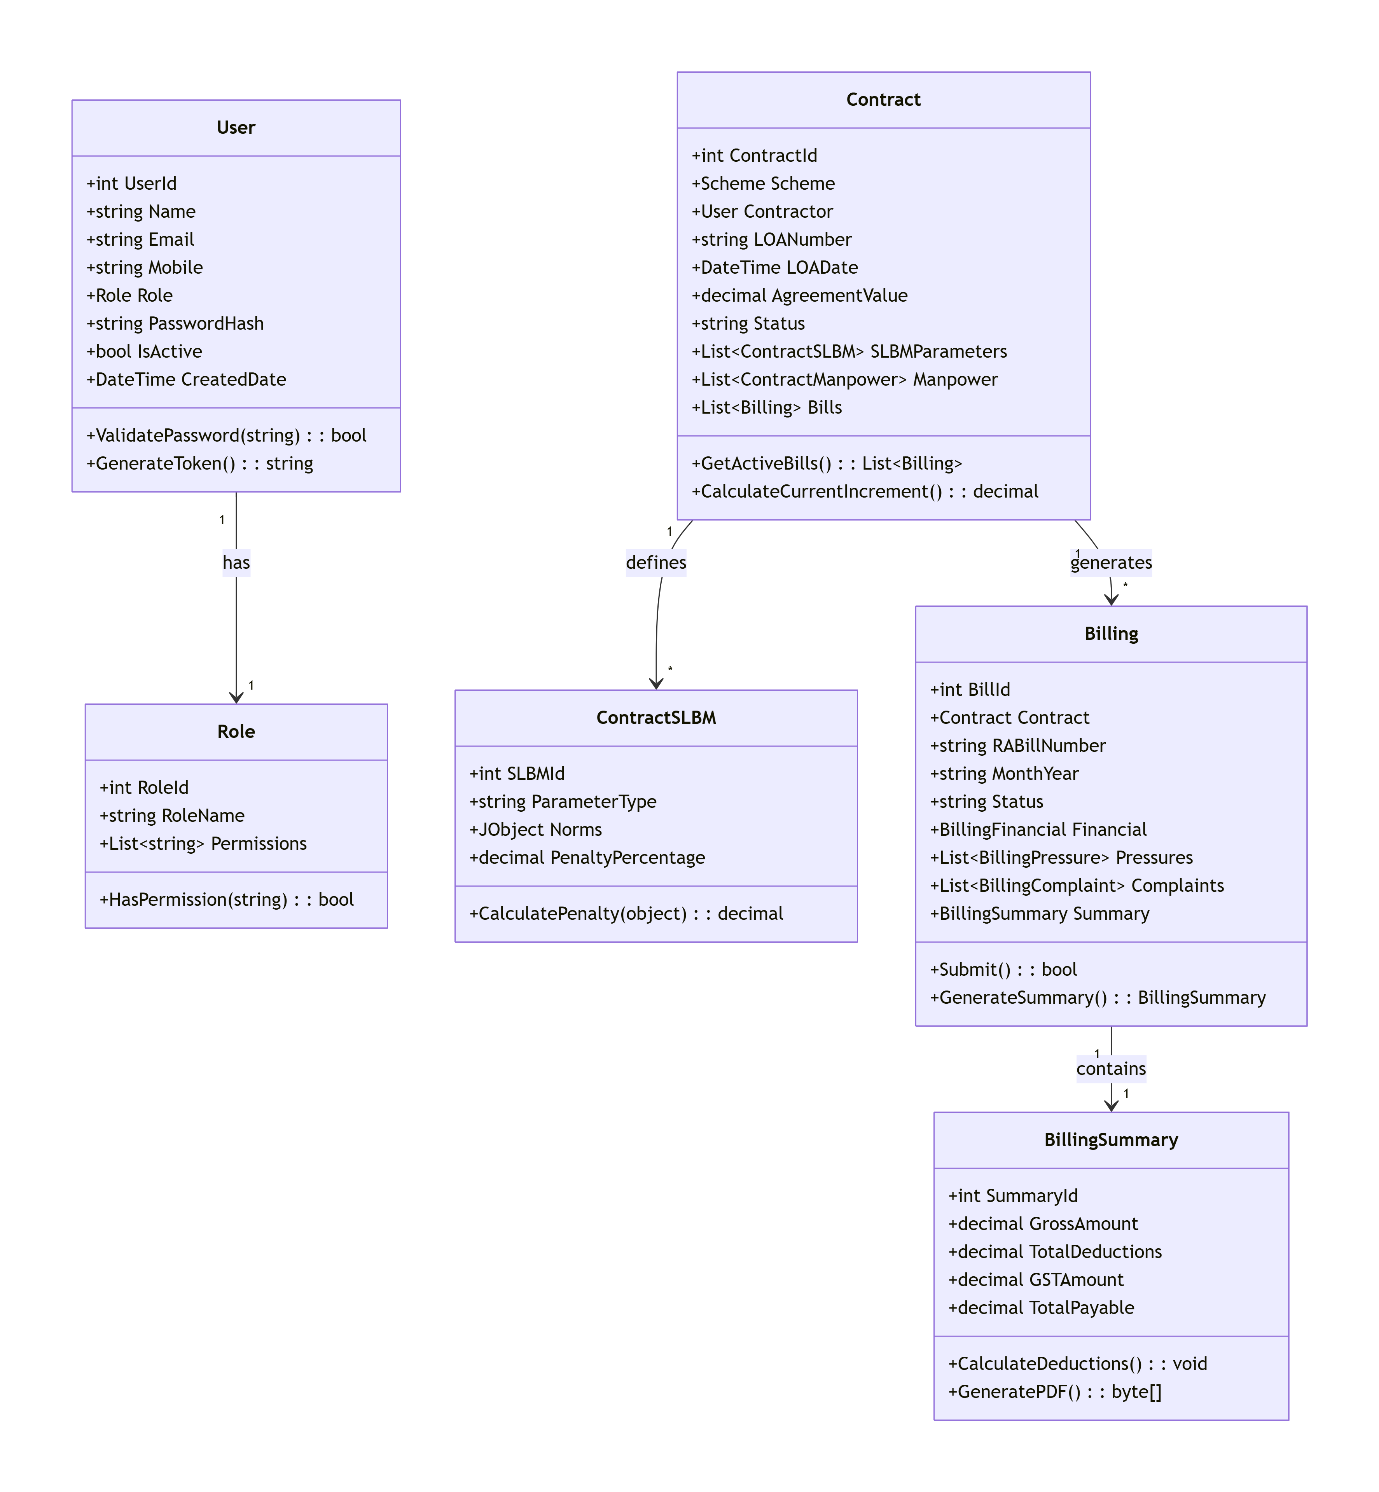 User
+int UserId
+string Name
+string Email
+string Mobile
+Role Role
+string PasswordHash
+bool IsActive
+DateTime CreatedDate
+ValidatePassword(string) : : bool
+GenerateToken() : : string
1
has
1
Role
+int RoleId
+string RoleName
+List<string> Permissions
+HasPermission(string) : : bool
Contract
+int ContractId
+Scheme Scheme
+User Contractor
+string LOANumber
+DateTime LOADate
+decimal AgreementValue
+string Status
+List<ContractSLBM> SLBMParameters
+List<ContractManpower> Manpower
+List<Billing> Bills
+GetActiveBills() : : List<Billing>
+CalculateCurrentIncrement() : : decimal
1
defines
*
ContractSLBM
+int SLBMId
+string ParameterType
+JObject Norms
+decimal PenaltyPercentage
+CalculatePenalty(object) : : decimal
1
generates
*
Billing
+int BillId
+Contract Contract
+string RABillNumber
+string MonthYear
+string Status
+BillingFinancial Financial
+List<BillingPressure> Pressures
+List<BillingComplaint> Complaints
+BillingSummary Summary
+Submit() : : bool
+GenerateSummary() : : BillingSummary
1
contains
1
BillingSummary
+int SummaryId
+decimal GrossAmount
+decimal TotalDeductions
+decimal GSTAmount
+decimal TotalPayable
+CalculateDeductions() : : void
+GeneratePDF() : : byte[]